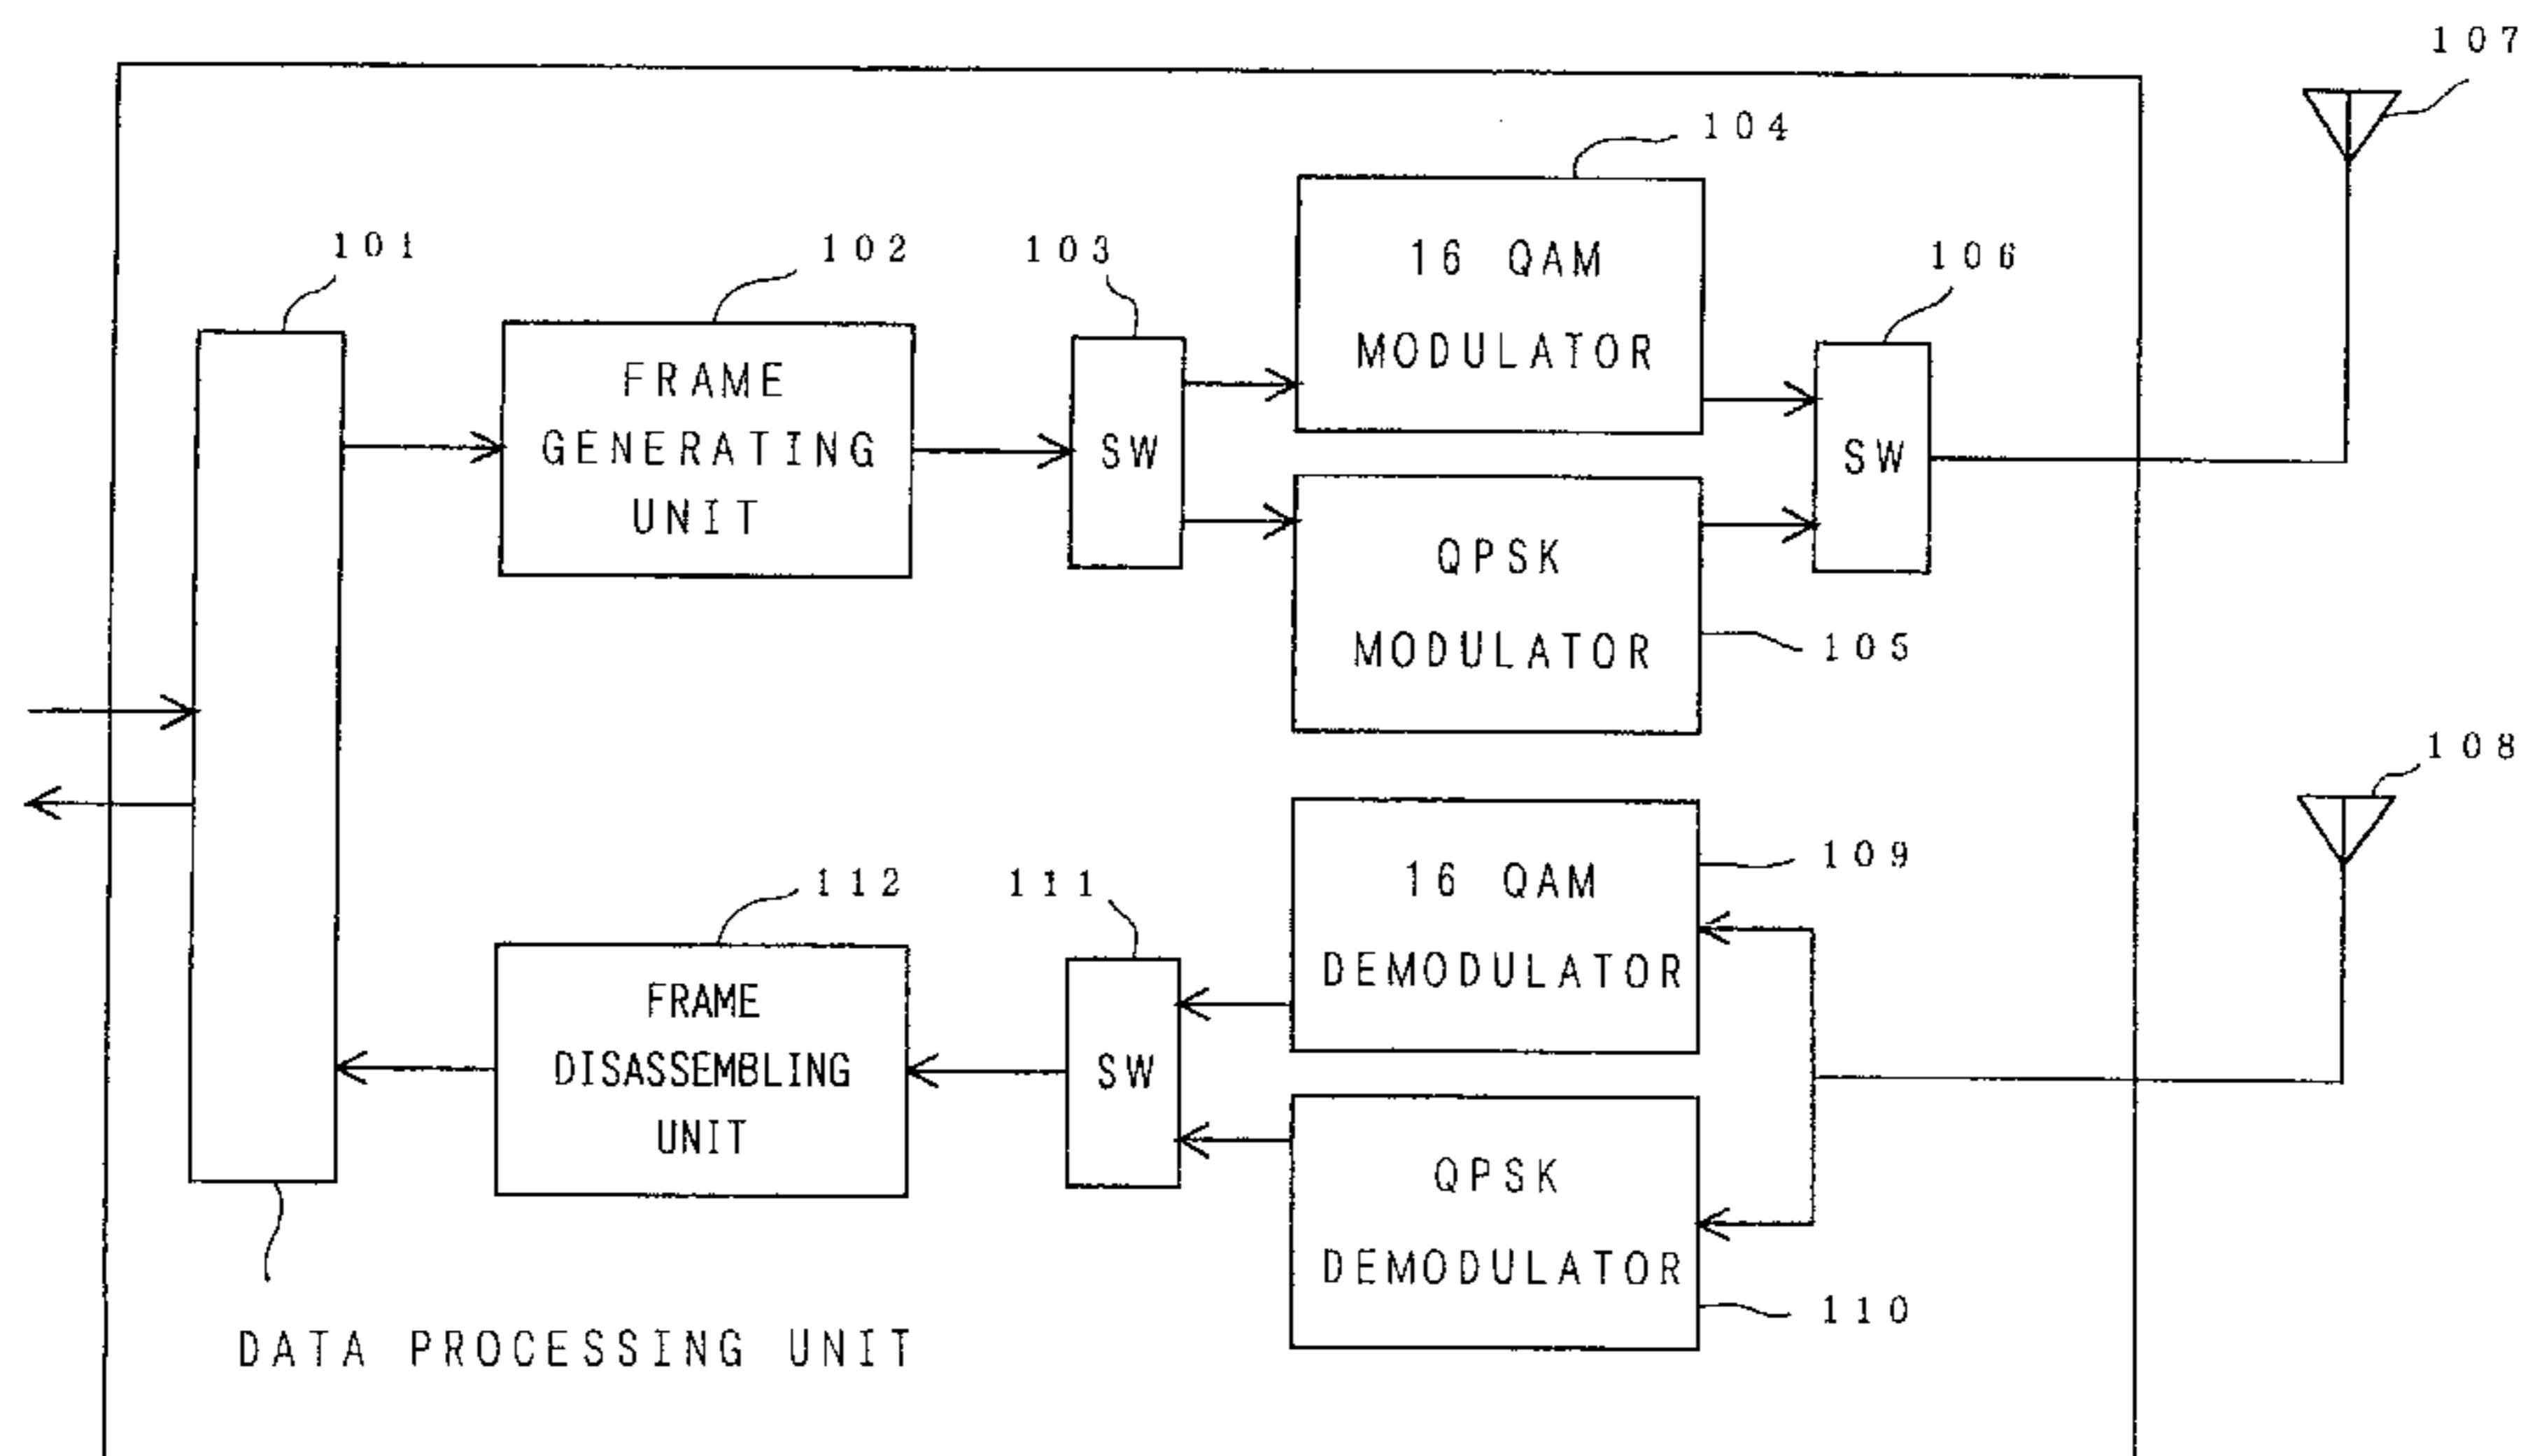 107
104
101
102
103
16 QAM
MODULATOR
106
FRAME
GENERATING
UNIT
SW
SW
QPSK
MODULATOR
105
108
112
111
16 QAM
DEMODULATOR
109
FRAME
DISASSEMBLING
UNIT
SW
QPSK
DEMODULATOR
110
DATA PROCESSING UNIT